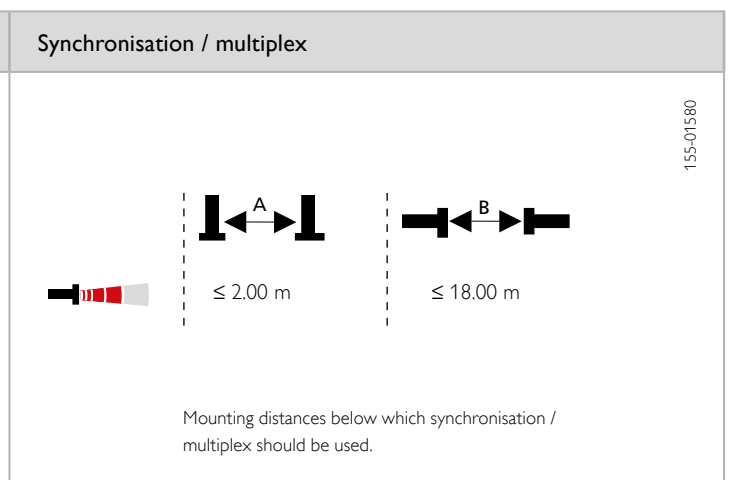 Synchronisation / multiplex
155-01580
A
B
≤ 2.00 m
≤ 18.00 m
Mounting distances below which synchronisation /
multiplex should be used.